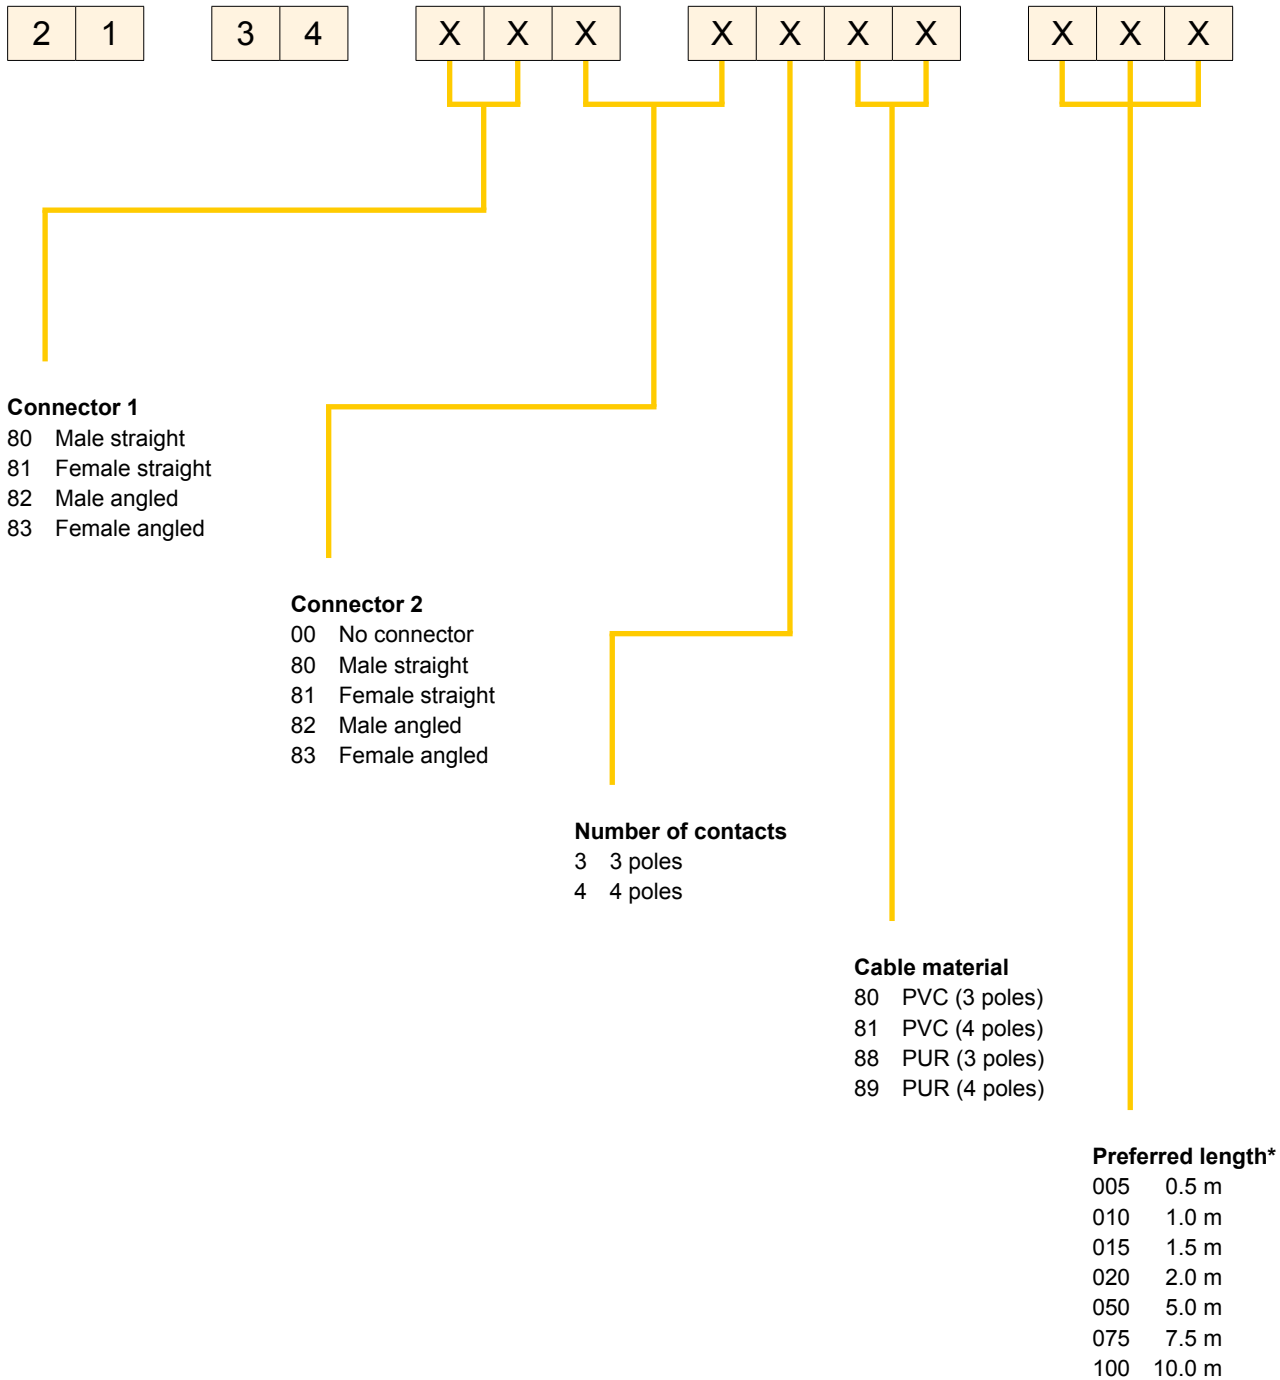 2 1 3 4 X X X X X X X X X X
Connector 1
80 Male straight
81 Female straight
82 Male angled
83 Female angled
Connector 2
00 No connector
80 Male straight
81 Female straight
82 Male angled
83 Female angled
Number of contacts
3 3 poles
4 4 poles
Cable material
80 PVC (3 poles)
81 PVC (4 poles)
88 PUR (3 poles)
89 PUR (4 poles)
Preferred length*
005 0.5 m
010 1.0 m
015 1.5 m
020 2.0 m
050 5.0 m
075 7.5 m
100 10.0 m